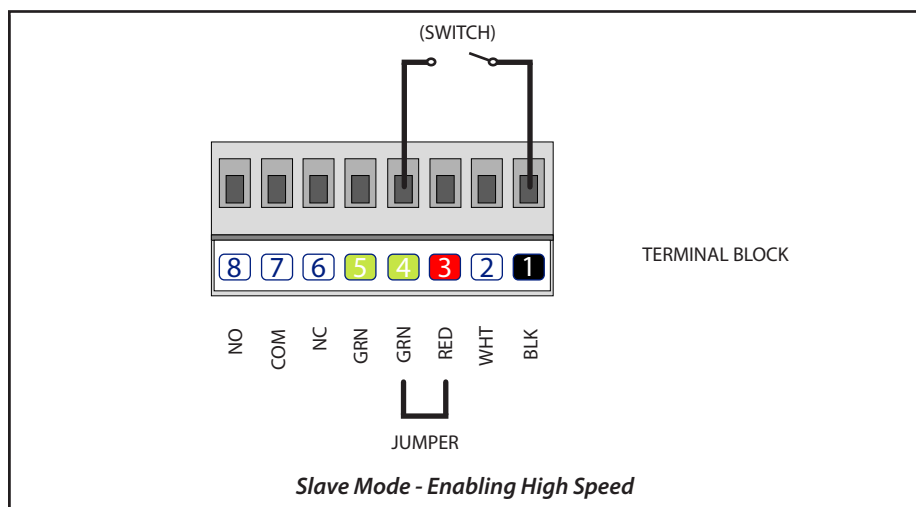 (SWITCH)
8 7 6 5 4 3 2 1
TERMINAL BLOCK
NO COM NC GRN GRN RED WHT BLK
JUMPER
Slave Mode - Enabling High Speed